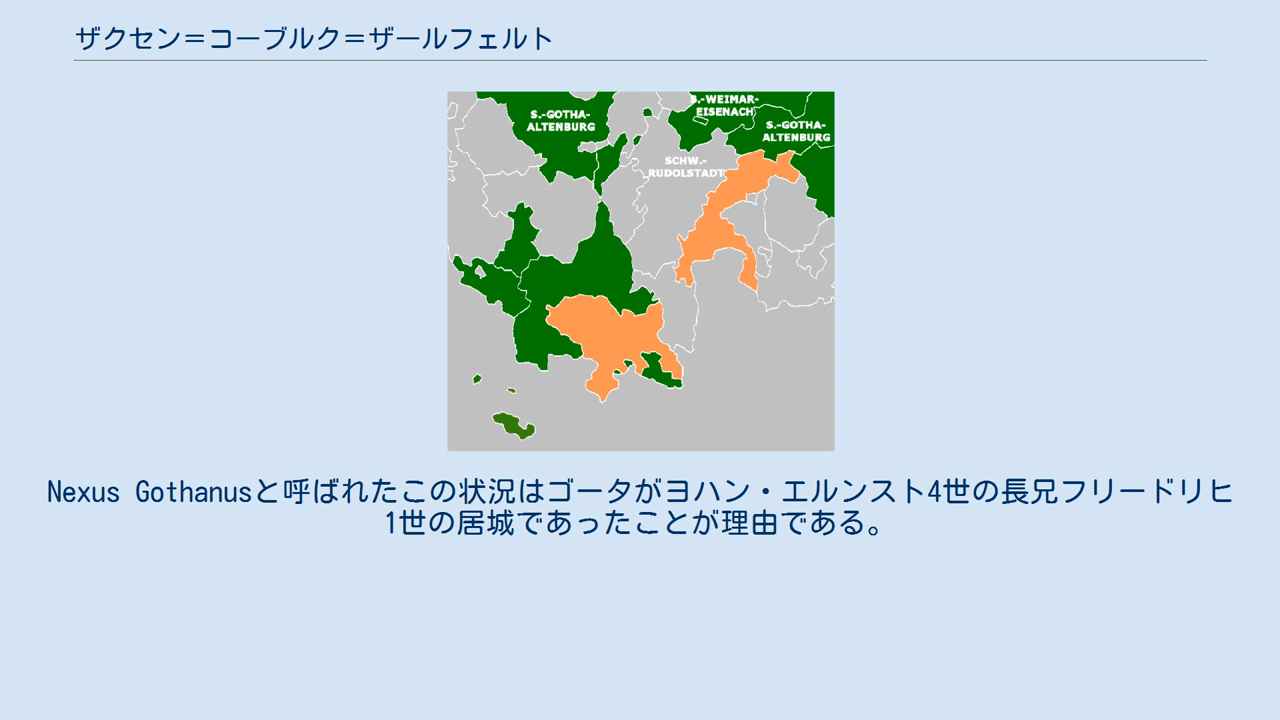 ザクセン＝コーブルク＝ザールフェルト
S.-GOTHA-
ALTENBURG
S.-WEIMAR-
EISENACH
S.-GOTHA-
ALTENBURG
SCHW.-
RUDOLSTADT
Nexus Gothanusと呼ばれたこの状況はゴータがヨハン・エルンスト4世の長兄フリードリヒ
1世の居城であったことが理由である。